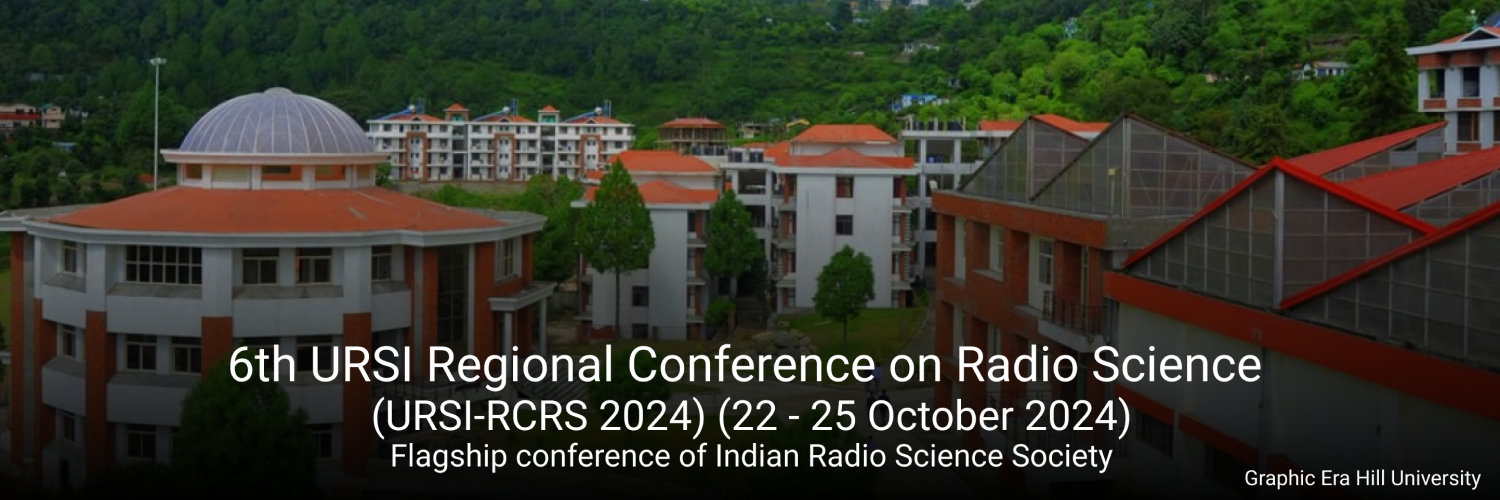 6th URSI Regional Conference on Radio Science
(URSI-RCRS 2024) (22 - 25 October 2024)
Flagship conference of Indian Radio Science Society
Graphic Era Hill University